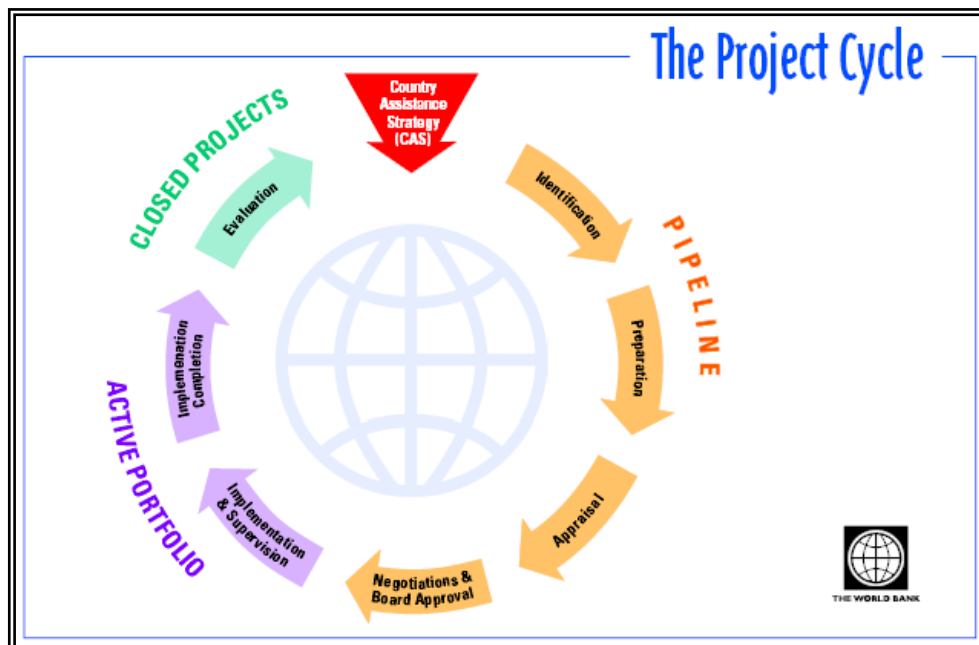 The Project Cycle
Country
Assistance
Strategy
(CAS)
Identification
PIPELINE
Preparation
Appraisal
Negotiations &
Board Approval
Implementation
& Supervision
ACTIVE PORTFOLIO
Implemenation
Completion
CLOSED PROJECTS
Evaluation
THE WORLD BANK